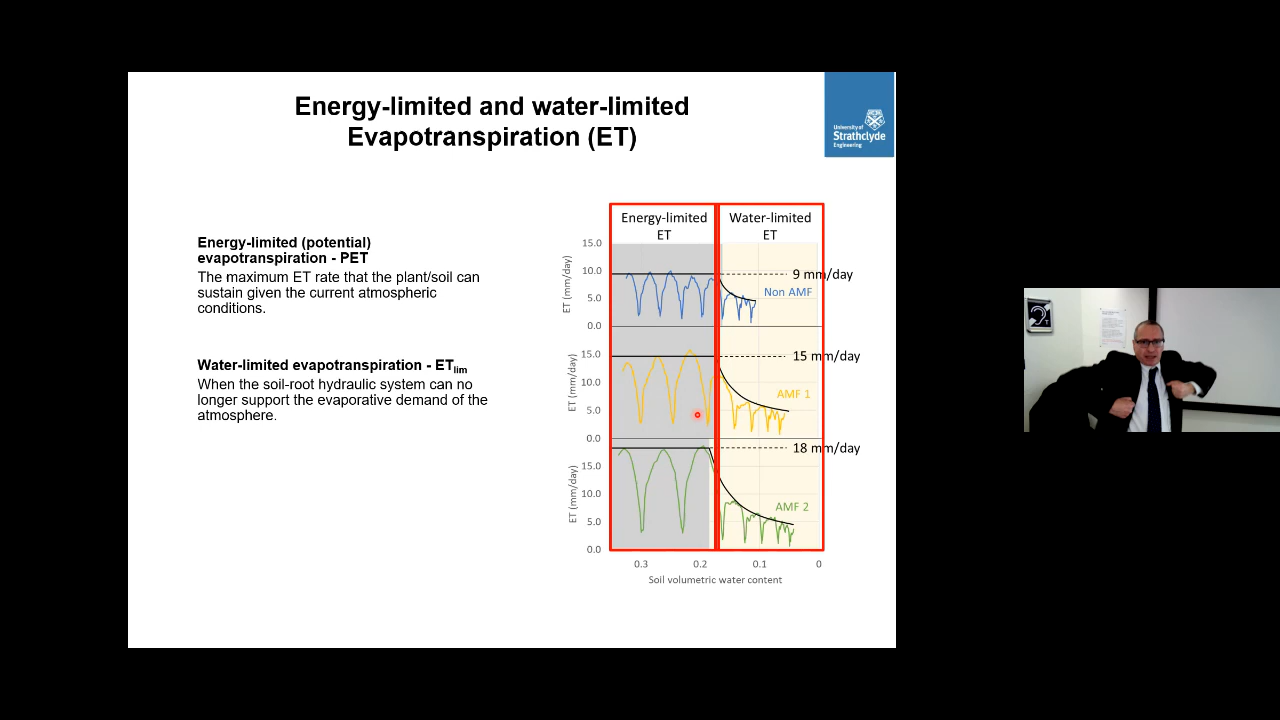 Energy-limited and water-limited
Evapotranspiration (ET)
University of
Strathclyde
Engineering
Energy-limited (potential)
evapotranspiration - PET
The maximum ET rate that the plant/soil can
sustain given the current atmospheric
conditions.
Water-limited evapotranspiration - ETlim
When the soil-root hydraulic system can no
longer support the evaporative demand of the
atmosphere.
Energy-limited
ET
Water-limited
ET
ET (mm/day)
15.0
10.0
5.0
0.0
9 mm/day
Non AMF
ET (mm/day)
15.0
10.0
5.0
0.0
15 mm/day
AMF 1
ET (mm/day)
15.0
10.0
5.0
0.0
18 mm/day
AMF 2
0.3 0.2 0.1 0
Soil volumetric water content
T